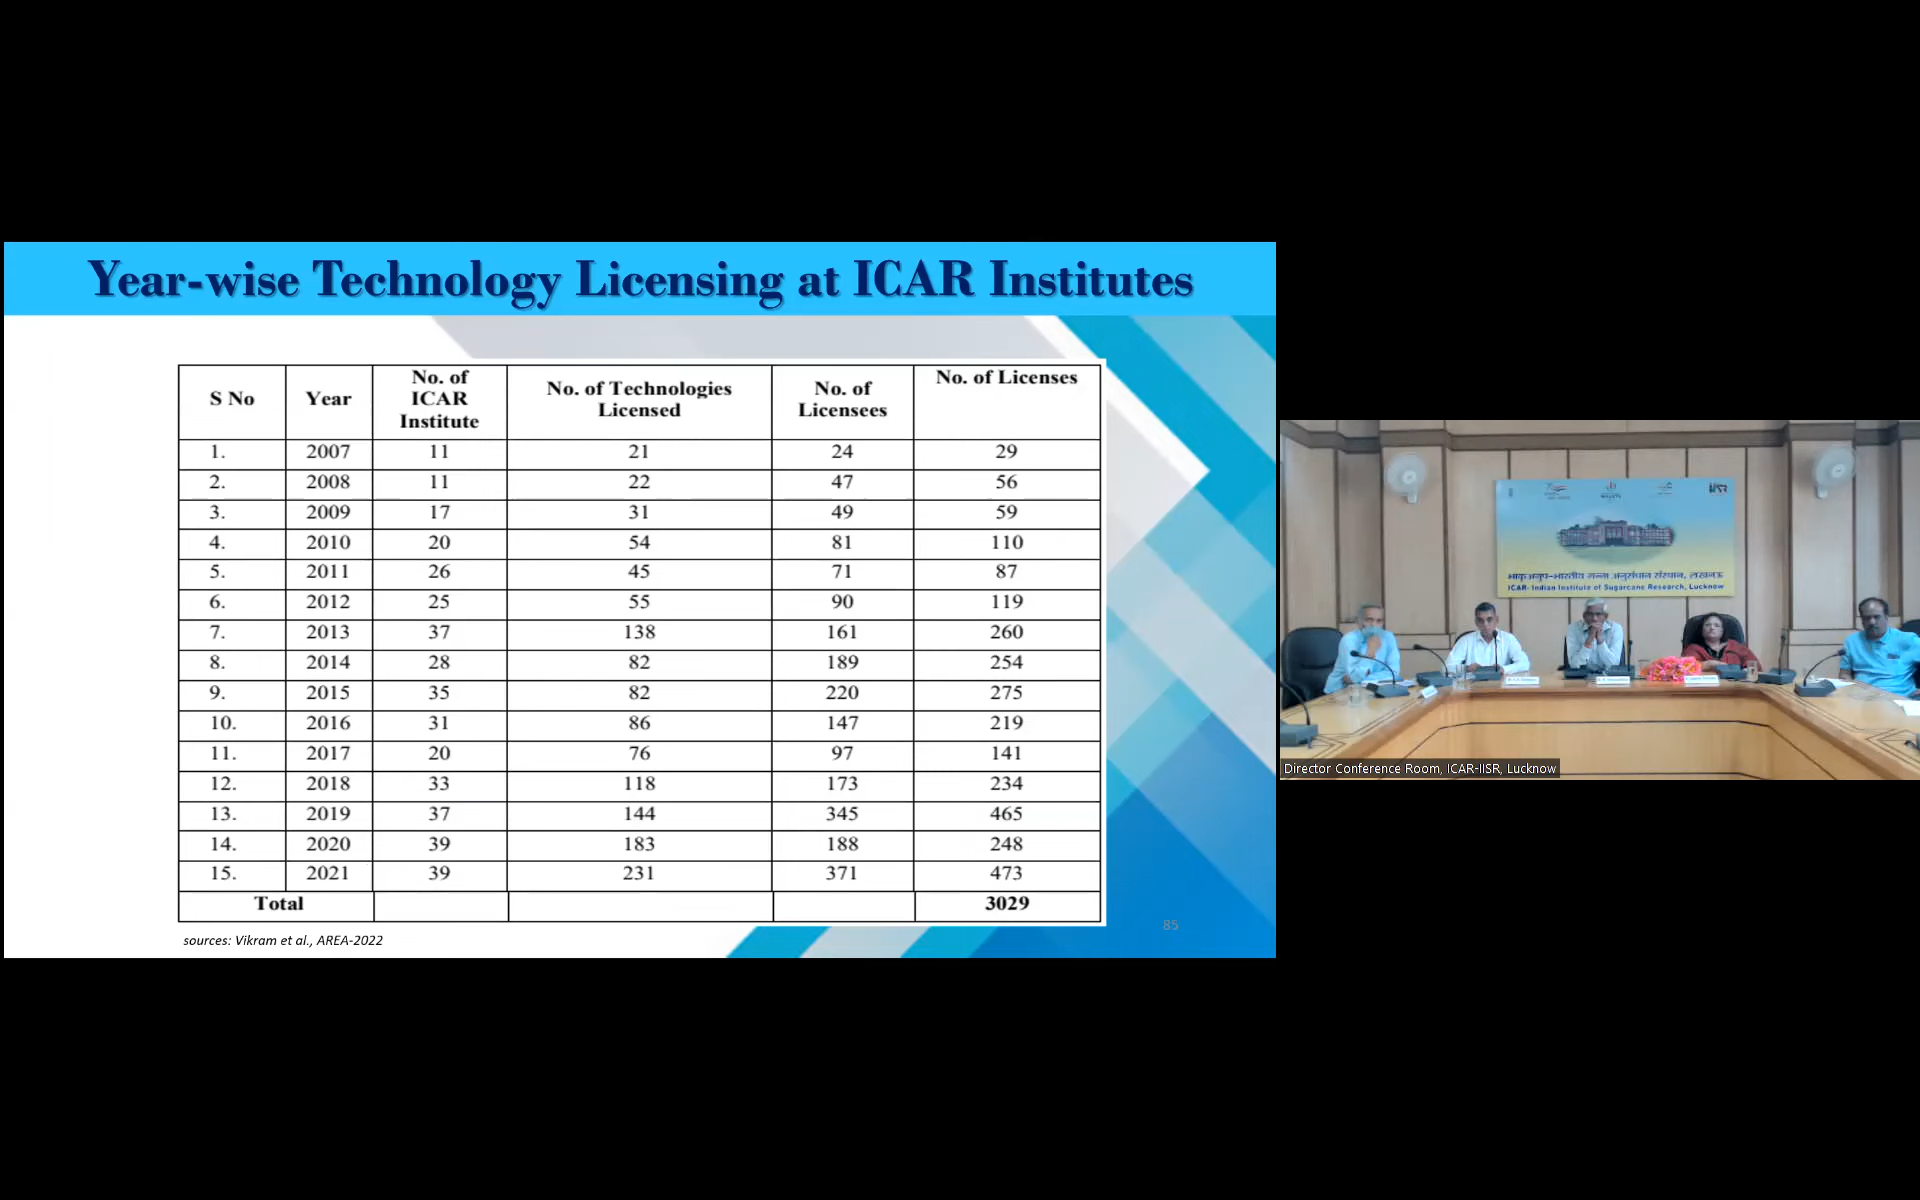 Year-wise Technology Licensing at ICAR Institutes
S No Year No. of ICAR Institute No. of Technologies Licensed No. of Licensees No. of Licenses
1. 2007 11 21 24 29
2. 2008 11 22 47 56
3. 2009 17 31 49 59
4. 2010 20 54 81 110
5. 2011 26 45 71 87
6. 2012 25 55 90 119
7. 2013 37 138 161 260
8. 2014 28 82 189 254
9. 2015 35 82 220 275
10. 2016 31 86 147 219
11. 2017 20 76 97 141
12. 2018 33 118 173 234
13. 2019 37 144 345 465
14. 2020 39 183 188 248
15. 2021 39 231 371 473
Total 3029
sources: Vikram et al., AREA-2022
85
भाकृअनुप-भारतीय गन्ना अनुसंधान संस्थान, लखनऊ
ICAR- Indian Institute of Sugarcane Research, Lucknow
Director Conference Room, ICAR-IISR, Lucknow